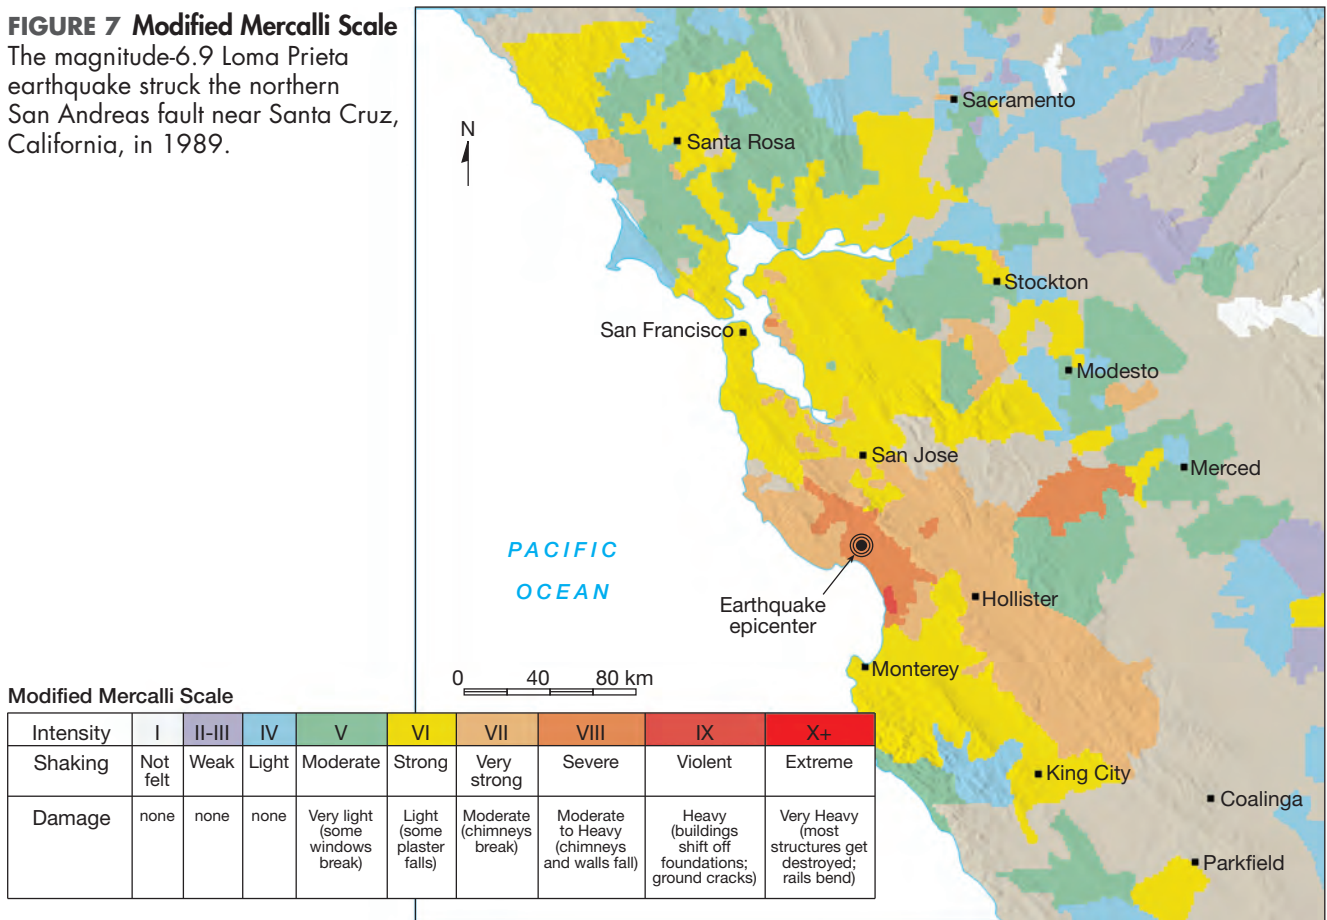 FIGURE 7 Modified Mercalli Scale
The magnitude-6.9 Loma Prieta
earthquake struck the northern
San Andreas fault near Santa Cruz,
California, in 1989.
N
Sacramento
Santa Rosa
Stockton
San Francisco
Modesto
San Jose
Merced
PACIFIC
OCEAN
Earthquake
epicenter
Hollister
Monterey
0 40 80 km
King City
Coalinga
Parkfield
Modified Mercalli Scale
Intensity I II-III IV V VI VII VIII IX X+
Shaking Not felt Weak Light Moderate Strong Very strong Severe Violent Extreme
Damage none none none Very light (some windows break) Light (some plaster falls) Moderate (chimneys break) Moderate to Heavy (chimneys and walls fall) Heavy (buildings shift off foundations; ground cracks) Very Heavy (most structures get destroyed; rails bend)